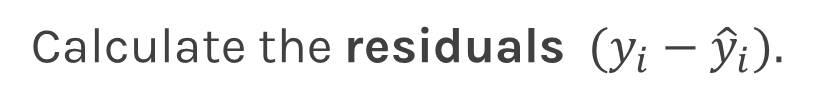 Calculate the residuals (yᵢ − ŷᵢ).